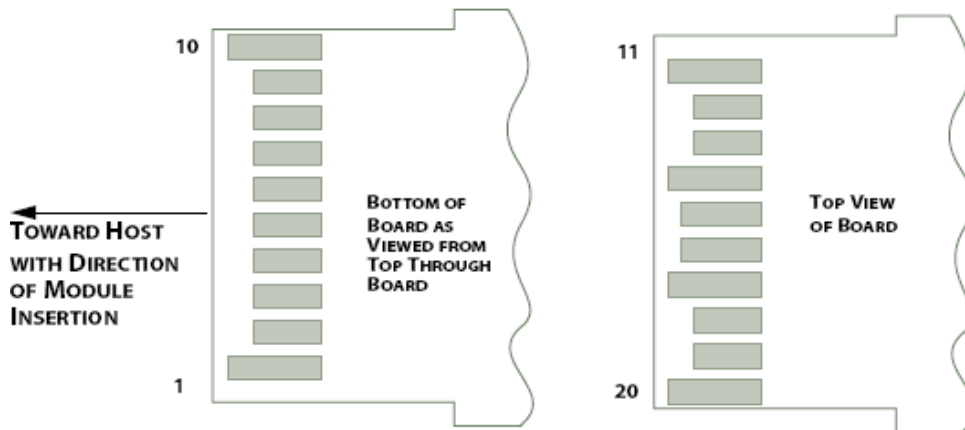 10
Toward Host
with Direction
of Module
Insertion
Bottom of
Board as
Viewed from
Top Through
Board
1
11
Top View
of Board
20